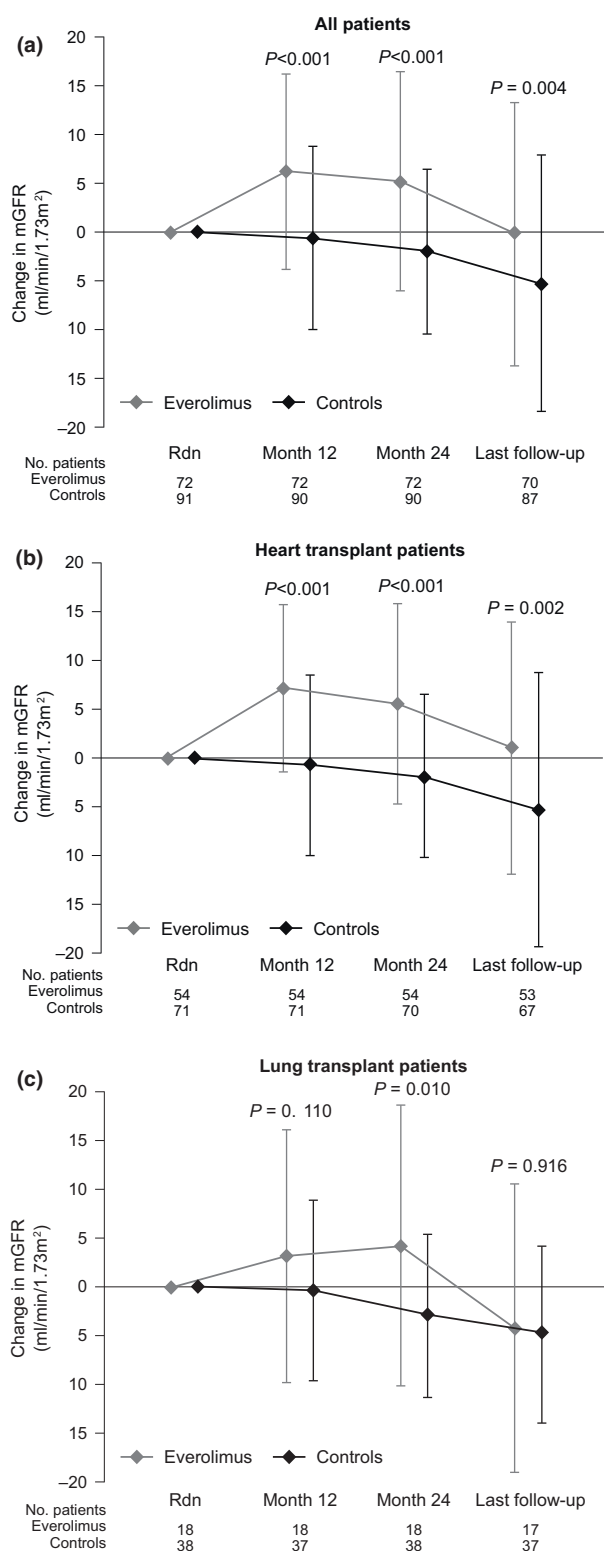 (a)
All patients
20
15
10
5
0
5
10
15
–20
Change in mGFR
(ml/min/1.73m²)
P<0.001
P<0.001
P = 0.004
Everolimus
Controls
Rdn
Month 12
Month 24
Last follow-up
No. patients
Everolimus 72 72 72 70
Controls 91 90 90 87
(b)
Heart transplant patients
20
15
10
5
0
5
10
15
–20
Change in mGFR
(ml/min/1.73m²)
P<0.001
P<0.001
P = 0.002
Everolimus
Controls
Rdn
Month 12
Month 24
Last follow-up
No. patients
Everolimus 54 54 54 53
Controls 71 71 70 67
(c)
Lung transplant patients
20
15
10
5
0
5
10
15
–20
Change in mGFR
(ml/min/1.73m²)
P = 0. 110
P = 0.010
P = 0.916
Everolimus
Controls
Rdn
Month 12
Month 24
Last follow-up
No. patients
Everolimus 18 18 18 17
Controls 38 37 38 37